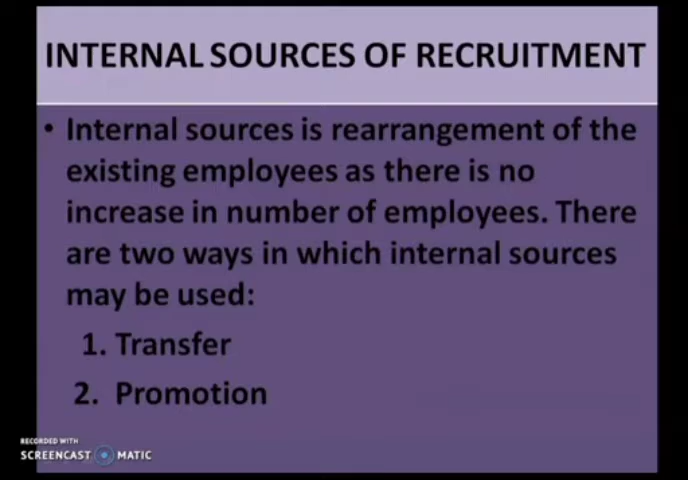 INTERNAL SOURCES OF RECRUITMENT
• Internal sources is rearrangement of the
existing employees as there is no
increase in number of employees. There
are two ways in which internal sources
may be used:
1. Transfer
2. Promotion
RECORDED WITH
SCREENCAST MATIC